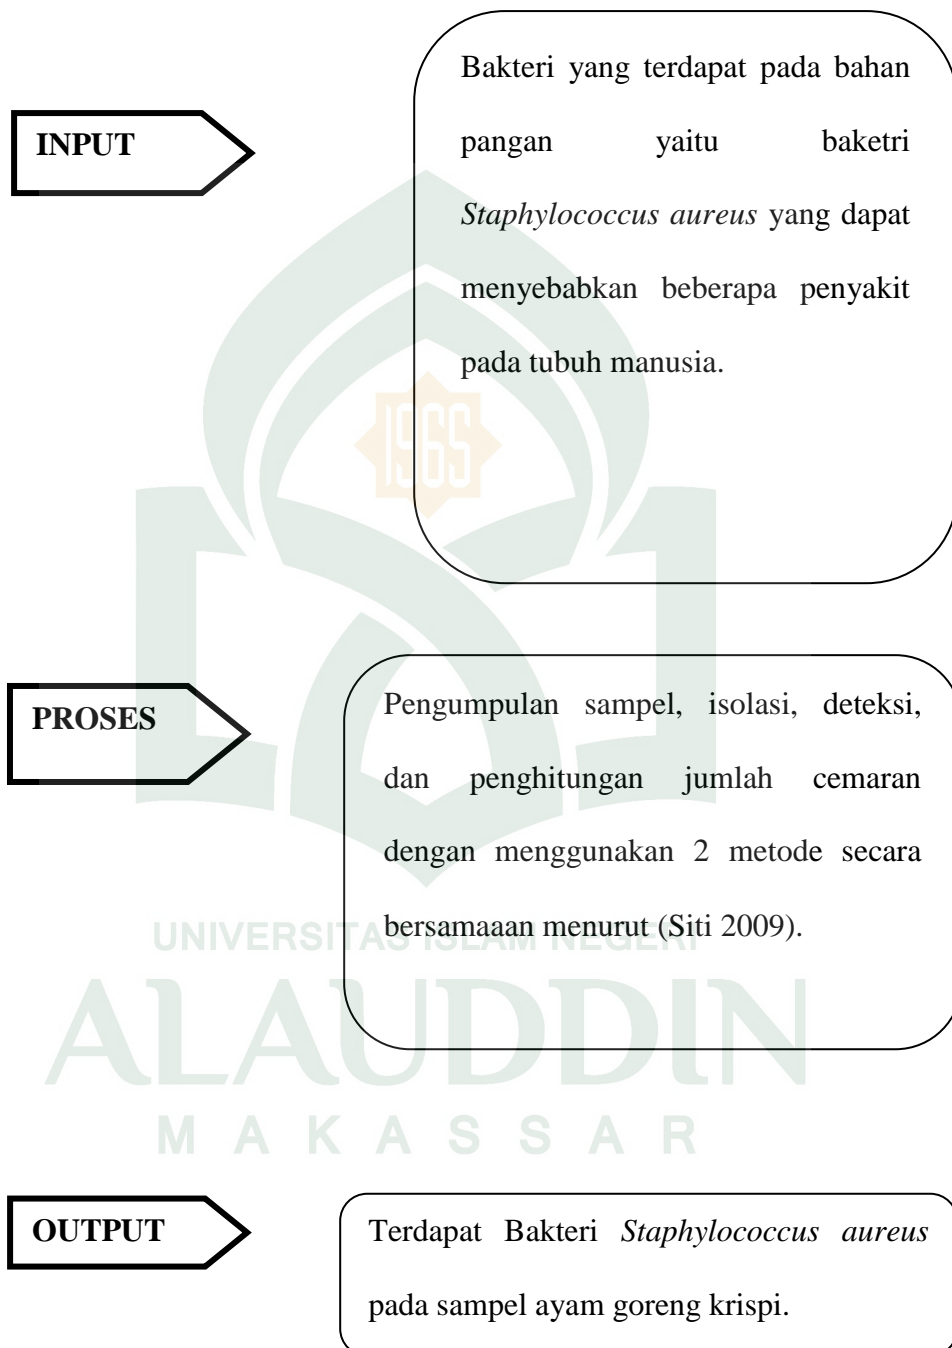 INPUT
Bakteri yang terdapat pada bahan
pangan yaitu baketri
Staphylococcus aureus yang dapat
menyebabkan beberapa penyakit
pada tubuh manusia.
1965
PROSES
Pengumpulan sampel, isolasi, deteksi,
dan penghitungan jumlah cemaran
dengan menggunakan 2 metode secara
bersamaaan menurut (Siti 2009).
UNIVERSITAS ISLAM NEGERI
ALAUDDIN
MAKASSAR
OUTPUT
Terdapat Bakteri Staphylococcus aureus
pada sampel ayam goreng krispi.